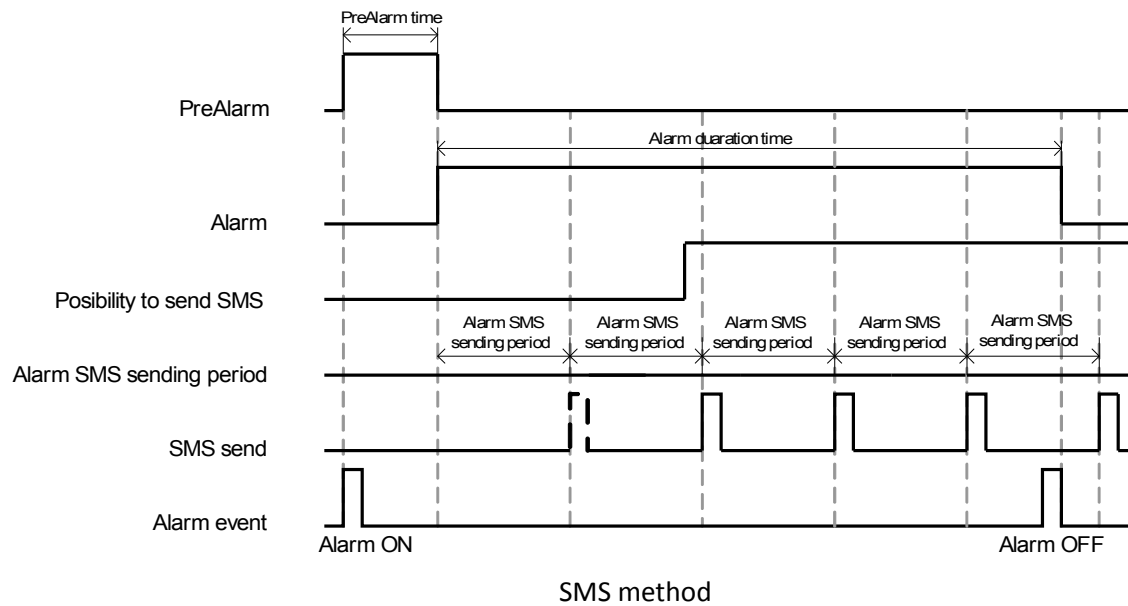 PreAlarm time
PreAlarm
Alarm duaration time
Alarm
Posibility to send SMS
Alarm SMS
sending period
Alarm SMS
sending period
Alarm SMS
sending period
Alarm SMS
sending period
Alarm SMS
sending period
Alarm SMS sending period
SMS send
Alarm event
Alarm ON
Alarm OFF
SMS method